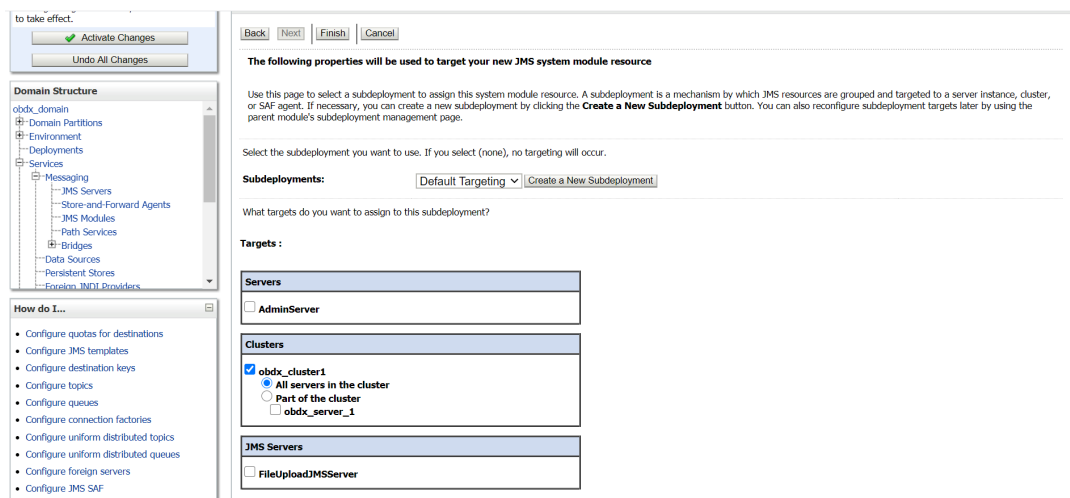 to take effect.
Activate Changes
Undo All Changes
Domain Structure
obdx_domain
Domain Partitions
Environment
Deployments
Services
Messaging
JMS Servers
Store-and-Forward Agents
JMS Modules
Path Services
Bridges
Data Sources
Persistent Stores
Foreign JNDI Providers
How do I...
Configure quotas for destinations
Configure JMS templates
Configure destination keys
Configure topics
Configure queues
Configure connection factories
Configure uniform distributed topics
Configure uniform distributed queues
Configure foreign servers
Configure JMS SAF
Back Next Finish Cancel
The following properties will be used to target your new JMS system module resource
Use this page to select a subdeployment to assign this system module resource. A subdeployment is a mechanism by which JMS resources are grouped and targeted to a server instance, cluster,
or SAF agent. If necessary, you can create a new subdeployment by clicking the Create a New Subdeployment button. You can also reconfigure subdeployment targets later by using the
parent module's subdeployment management page.
Select the subdeployment you want to use. If you select (none), no targeting will occur.
Subdeployments: Default Targeting Create a New Subdeployment
What targets do you want to assign to this subdeployment?
Targets :
Servers
AdminServer
Clusters
obdx_cluster1
All servers in the cluster
Part of the cluster
obdx_server_1
JMS Servers
FileUploadJMSServer